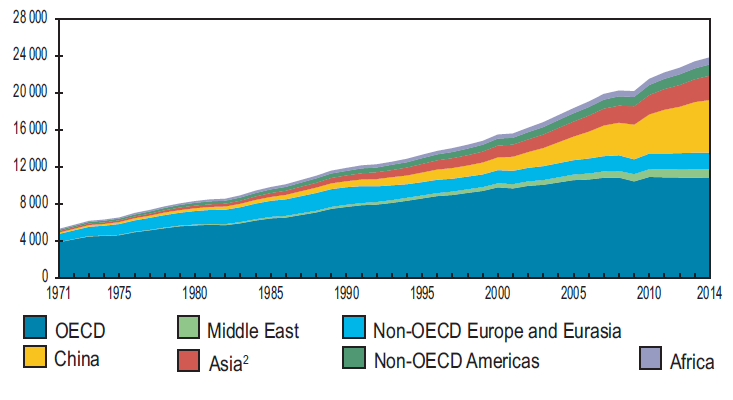 28 000
24 000
20 000
16 000
12 000
8 000
4 000
0
1971 1975 1980 1985 1990 1995 2000 2005 2010 2014
OECD Middle East Non-OECD Europe and Eurasia
China Asia² Non-OECD Americas Africa